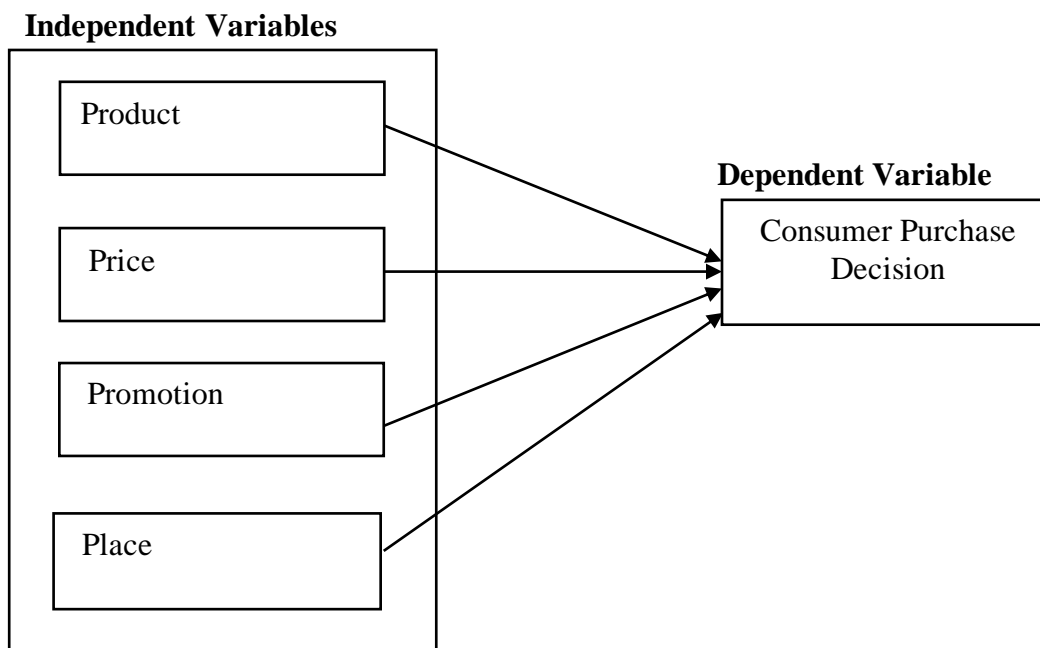 Independent Variables
Product
Price
Promotion
Place
Dependent Variable
Consumer Purchase
Decision